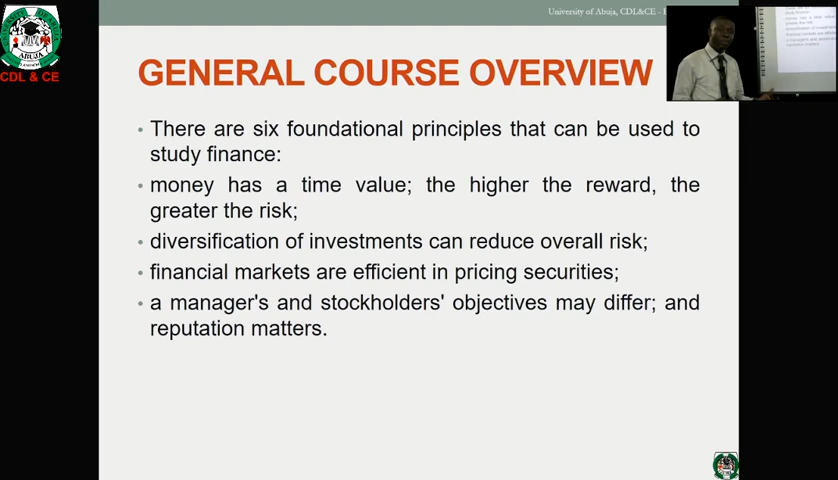 University of Abuja, CDL&CE -
ABUJA
CDL & CE
GENERAL COURSE OVERVIEW
• There are six foundational principles that can be used to
study finance:
• money has a time value; the higher the reward, the
greater the risk;
• diversification of investments can reduce overall risk;
• financial markets are efficient in pricing securities;
• a manager's and stockholders' objectives may differ; and
reputation matters.